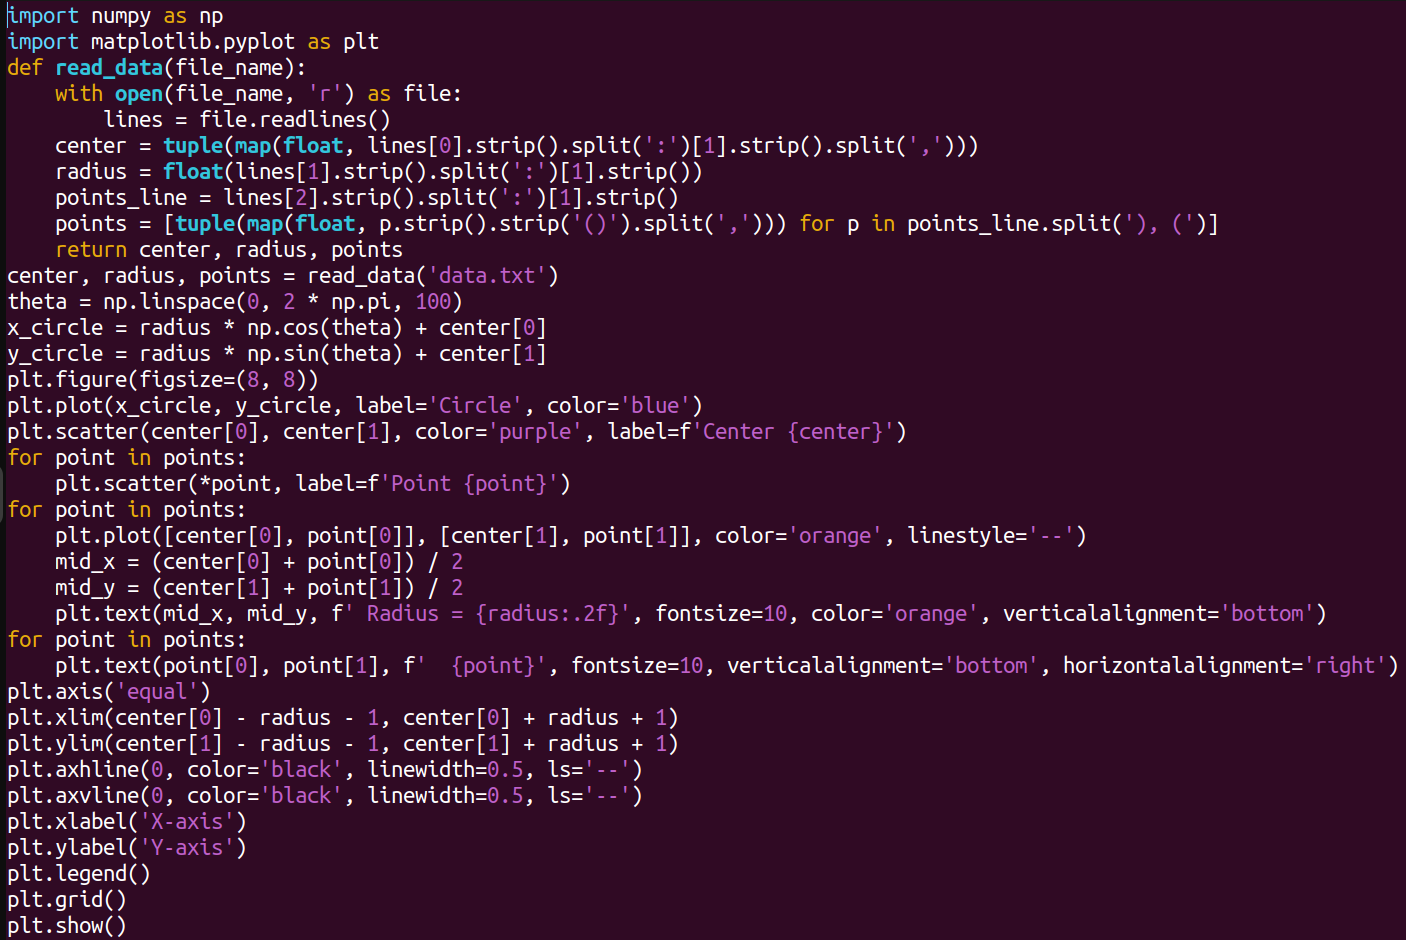 import numpy as np
import matplotlib.pyplot as plt
def read_data(file_name):
    with open(file_name, 'r') as file:
        lines = file.readlines()
    center = tuple(map(float, lines[0].strip().split(':')[1].strip().split(',')))
    radius = float(lines[1].strip().split(':')[1].strip())
    points_line = lines[2].strip().split(':')[1].strip()
    points = [tuple(map(float, p.strip().strip('()').split(','))) for p in points_line.split('), (')]
    return center, radius, points
center, radius, points = read_data('data.txt')
theta = np.linspace(0, 2 * np.pi, 100)
x_circle = radius * np.cos(theta) + center[0]
y_circle = radius * np.sin(theta) + center[1]
plt.figure(figsize=(8, 8))
plt.plot(x_circle, y_circle, label='Circle', color='blue')
plt.scatter(center[0], center[1], color='purple', label=f'Center {center}')
for point in points:
    plt.scatter(*point, label=f'Point {point}')
for point in points:
    plt.plot([center[0], point[0]], [center[1], point[1]], color='orange', linestyle='--')
    mid_x = (center[0] + point[0]) / 2
    mid_y = (center[1] + point[1]) / 2
    plt.text(mid_x, mid_y, f' Radius = {radius:.2f}', fontsize=10, color='orange', verticalalignment='bottom')
for point in points:
    plt.text(point[0], point[1], f'  {point}', fontsize=10, verticalalignment='bottom', horizontalalignment='right')
plt.axis('equal')
plt.xlim(center[0] - radius - 1, center[0] + radius + 1)
plt.ylim(center[1] - radius - 1, center[1] + radius + 1)
plt.axhline(0, color='black', linewidth=0.5, ls='--')
plt.axvline(0, color='black', linewidth=0.5, ls='--')
plt.xlabel('X-axis')
plt.ylabel('Y-axis')
plt.legend()
plt.grid()
plt.show()